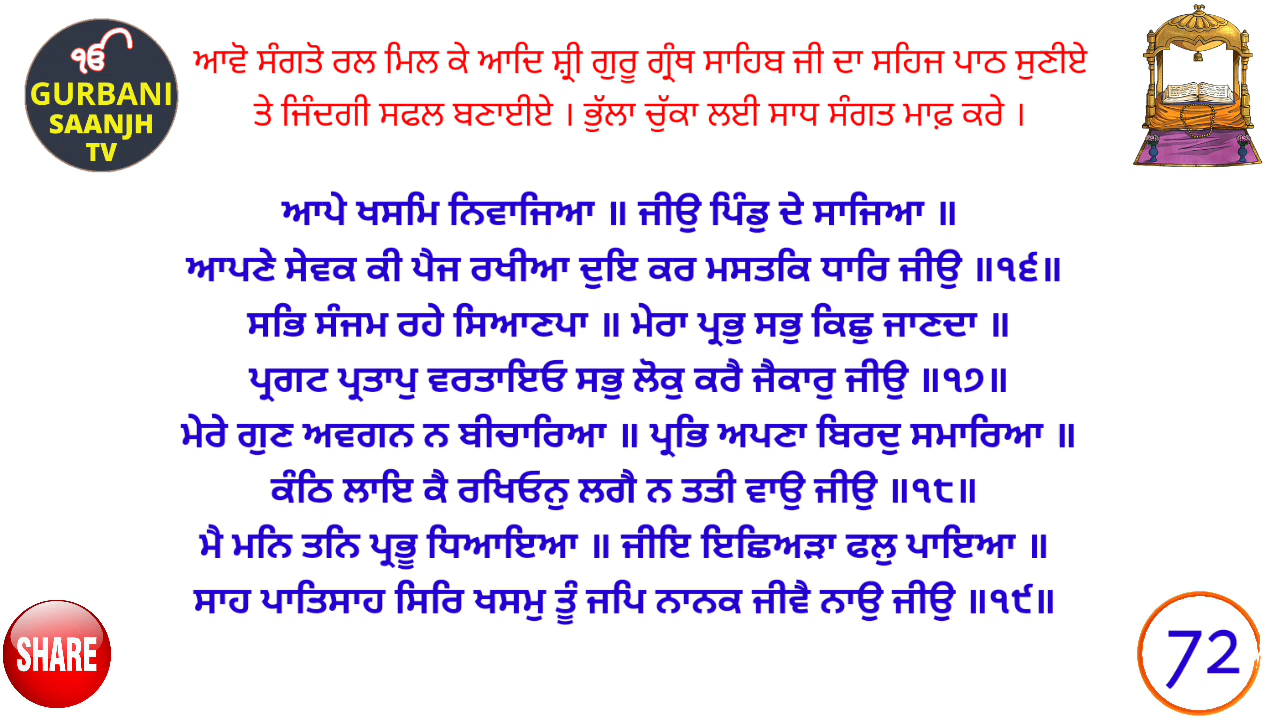 ੴ
GURBANI
SAANJH
TV
ਆਵੋ ਸੰਗਤੋ ਰਲ ਮਿਲ ਕੇ ਆਦਿ ਸ਼੍ਰੀ ਗੁਰੂ ਗ੍ਰੰਥ ਸਾਹਿਬ ਜੀ ਦਾ ਸਹਿਜ ਪਾਠ ਸੁਣੀਏ
ਤੇ ਜਿੰਦਗੀ ਸਫਲ ਬਣਾਈਏ । ਭੁੱਲਾ ਚੁੱਕਾ ਲਈ ਸਾਧ ਸੰਗਤ ਮਾਫ਼ ਕਰੇ ।
ਆਪੇ ਖਸਮਿ ਨਿਵਾਜਿਆ ॥ ਜੀਉ ਪਿੰਡੁ ਦੇ ਸਾਜਿਆ ॥
ਆਪਣੇ ਸੇਵਕ ਕੀ ਪੈਜ ਰਖੀਆ ਦੁਇ ਕਰ ਮਸਤਕਿ ਧਾਰਿ ਜੀਉ ॥੧੬॥
ਸਭਿ ਸੰਜਮ ਰਹੇ ਸਿਆਣਪਾ ॥ ਮੇਰਾ ਪ੍ਰਭੁ ਸਭੁ ਕਿਛੁ ਜਾਣਦਾ ॥
ਪ੍ਰਗਟ ਪ੍ਰਤਾਪੁ ਵਰਤਾਇਓ ਸਭੁ ਲੋਕੁ ਕਰੈ ਜੈਕਾਰੁ ਜੀਉ ॥੧੭॥
ਮੇਰੇ ਗੁਣ ਅਵਗਨ ਨ ਬੀਚਾਰਿਆ ॥ ਪ੍ਰਭਿ ਅਪਣਾ ਬਿਰਦੁ ਸਮਾਰਿਆ ॥
ਕੰਠਿ ਲਾਇ ਕੈ ਰਖਿਓਨੁ ਲਗੈ ਨ ਤਤੀ ਵਾਉ ਜੀਉ ॥੧੮॥
ਮੈ ਮਨਿ ਤਨਿ ਪ੍ਰਭੂ ਧਿਆਇਆ ॥ ਜੀਇ ਇਛਿਅੜਾ ਫਲੁ ਪਾਇਆ ॥
ਸਾਹ ਪਾਤਿਸਾਹ ਸਿਰਿ ਖਸਮੁ ਤੂੰ ਜਪਿ ਨਾਨਕ ਜੀਵੈ ਨਾਉ ਜੀਉ ॥੧੯॥
SHARE
72